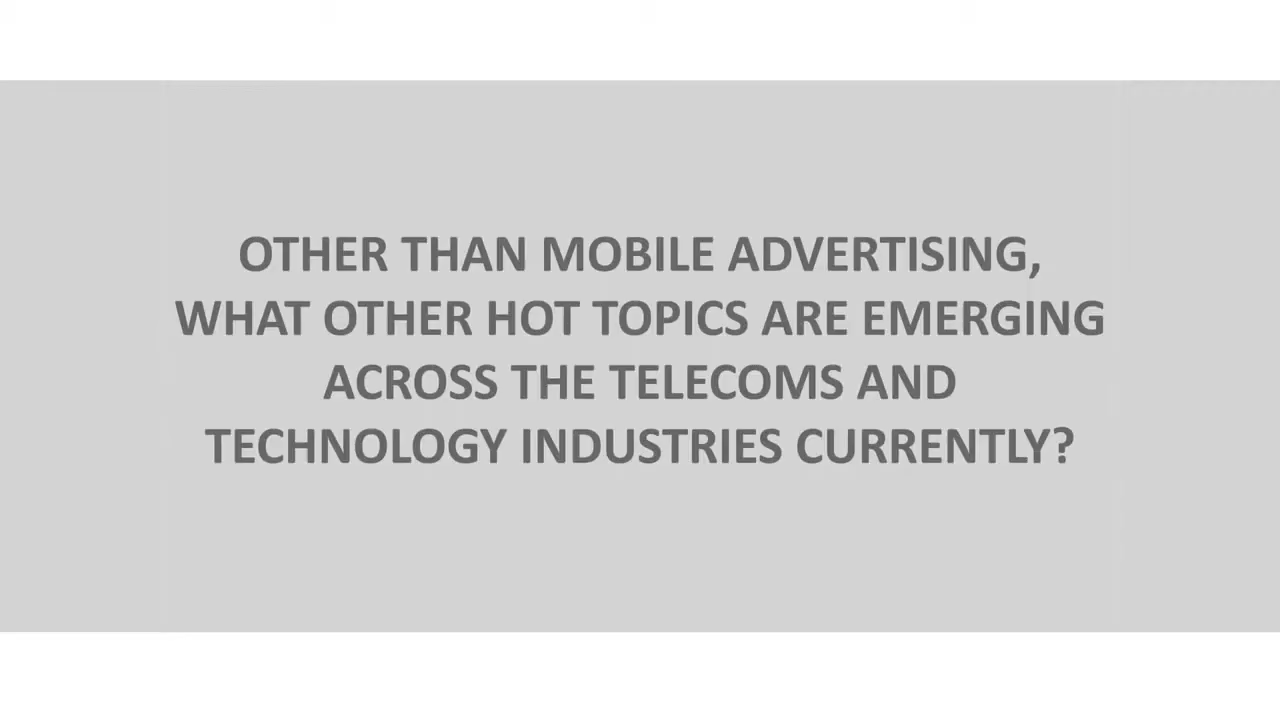 OTHER THAN MOBILE ADVERTISING,
WHAT OTHER HOT TOPICS ARE EMERGING
ACROSS THE TELECOMS AND
TECHNOLOGY INDUSTRIES CURRENTLY?